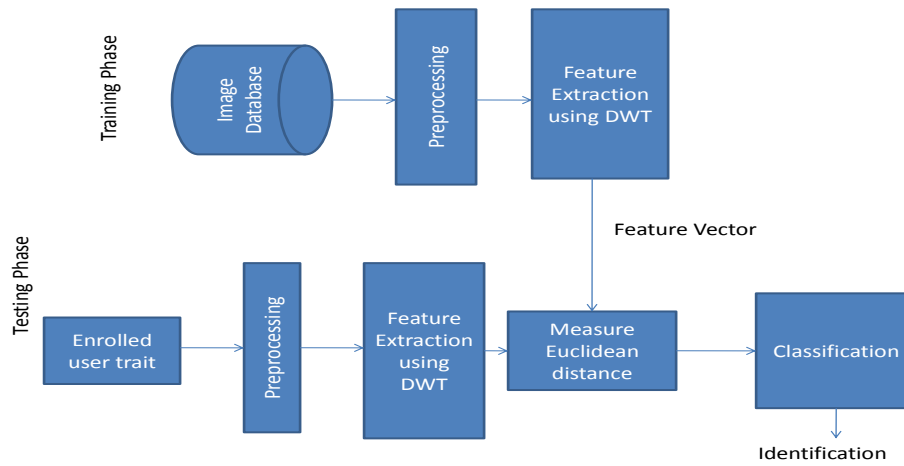 Training Phase
Image
Database
Preprocessing
Feature
Extraction
using DWT
Feature Vector
Testing Phase
Enrolled
user trait
Preprocessing
Feature
Extraction
using
DWT
Measure
Euclidean
distance
Classification
Identification